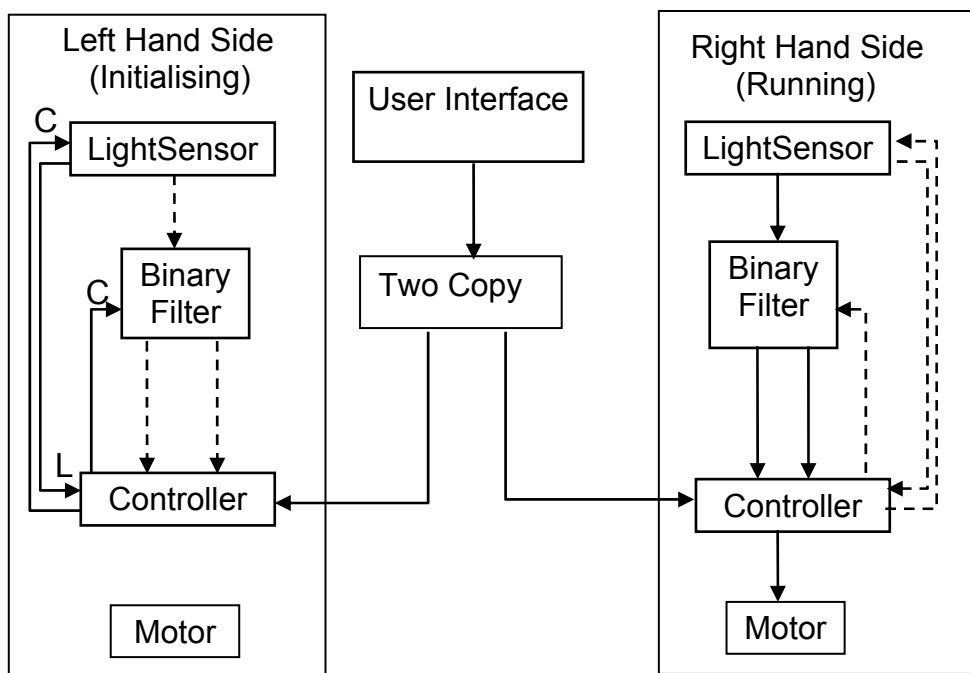 Left Hand Side
(Initialising)
C
LightSensor
C
Binary
Filter
L
Controller
Motor
User Interface
Two Copy
Right Hand Side
(Running)
LightSensor
Binary
Filter
Controller
Motor